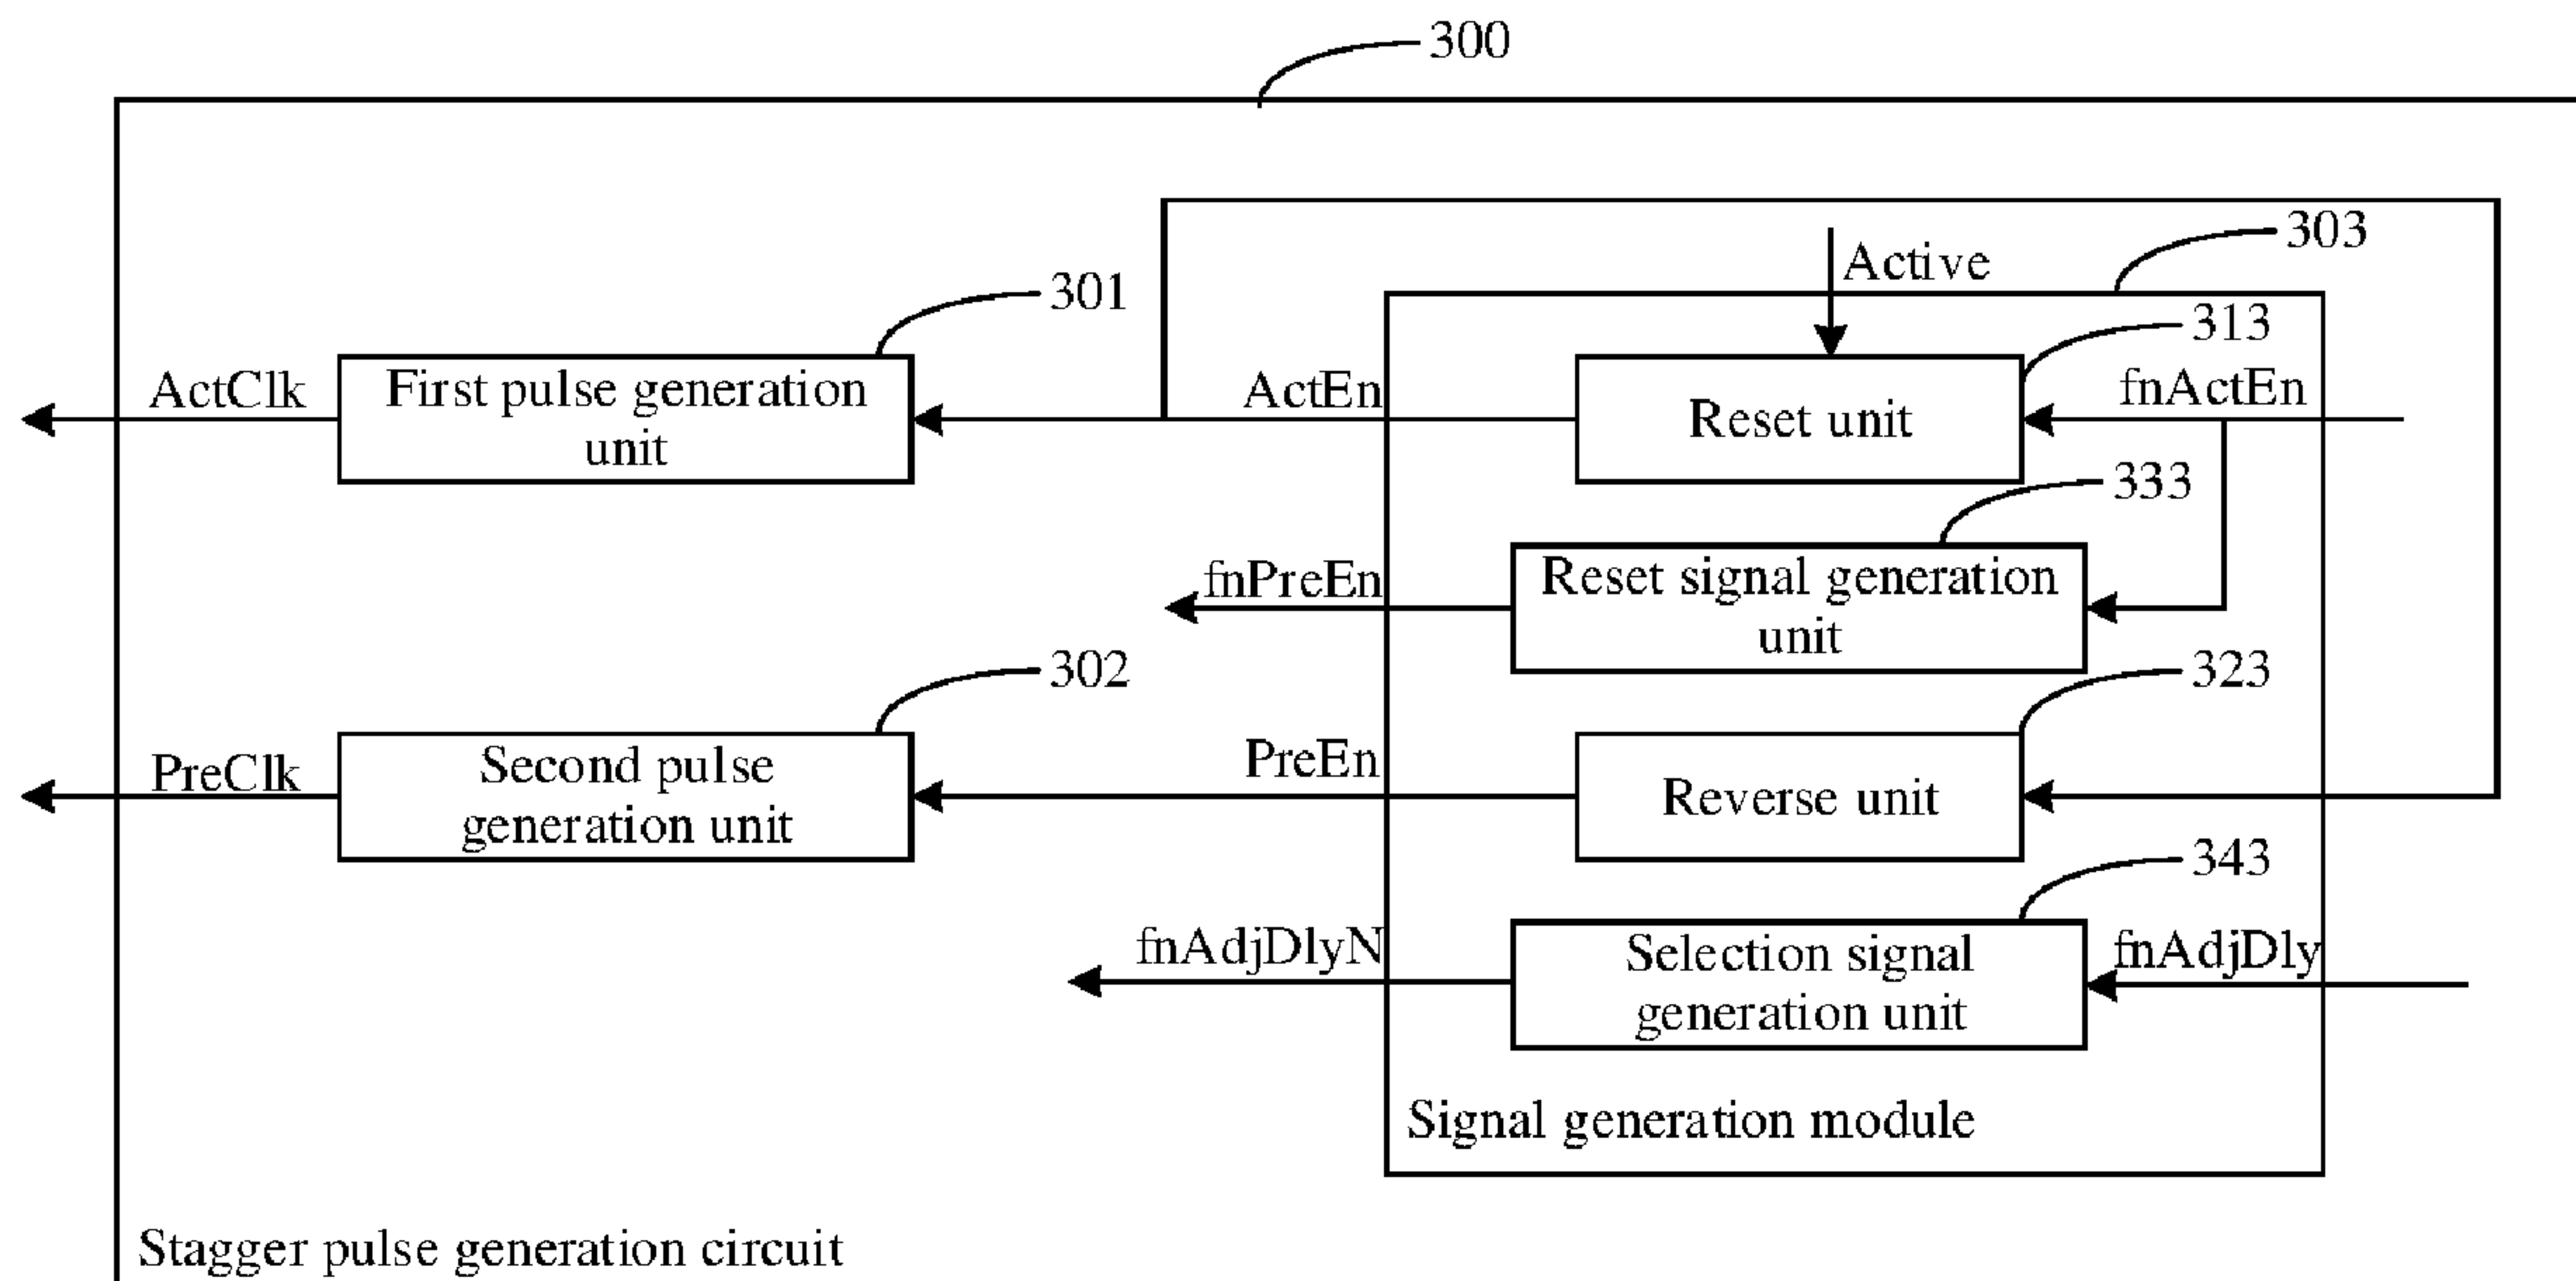 300
303
Active
301
313
ActClk
First pulse generation
unit
ActEn
Reset unit
fnActEn
333
fnPreEn
Reset signal generation
unit
302
323
PreClk
Second pulse
generation unit
PreEn
Reverse unit
343
fnAdjDlyN
Selection signal
generation unit
fnAdjDly
Signal generation module
Stagger pulse generation circuit